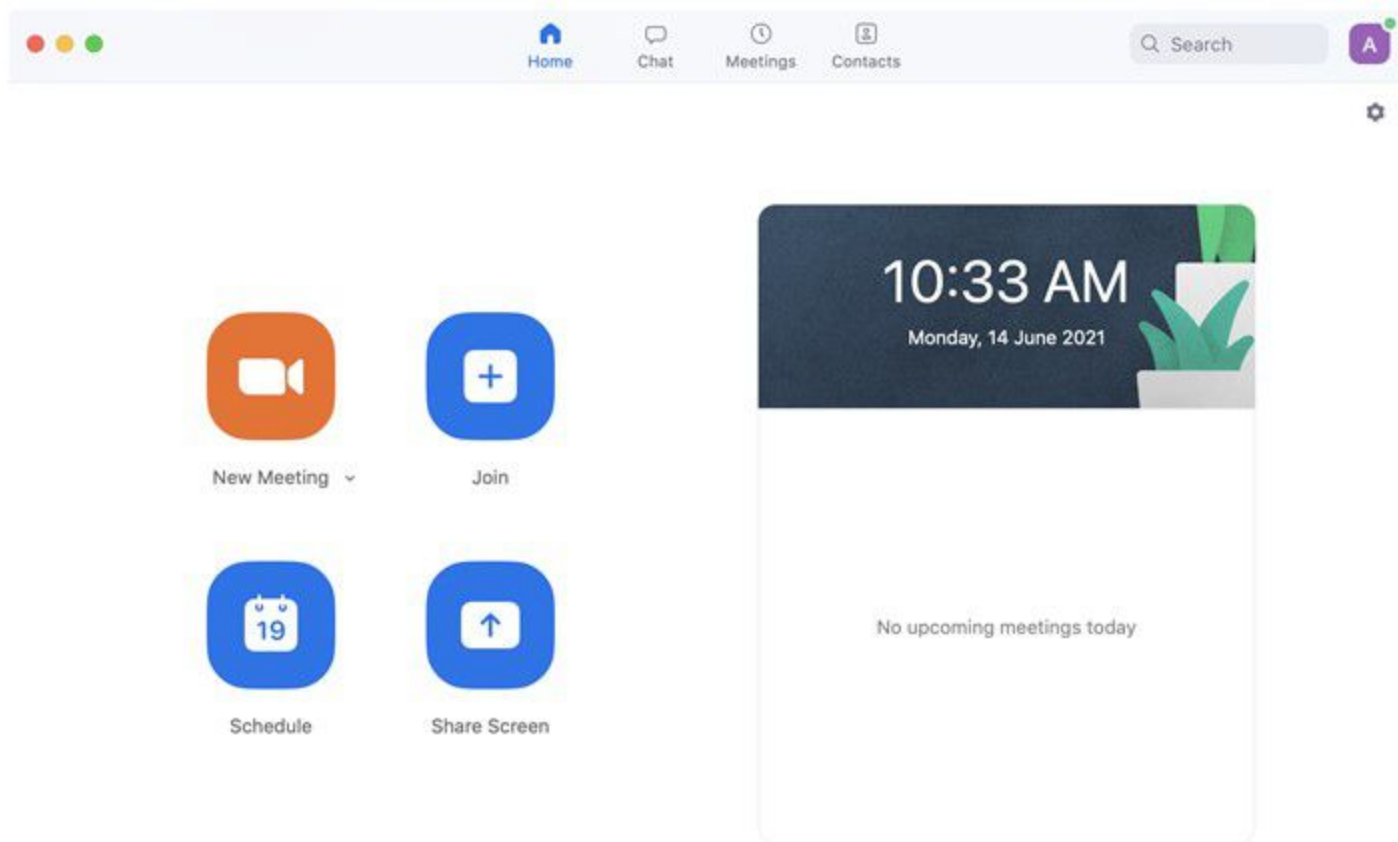 Home
Chat
Meetings
Contacts
Search
A
10:33 AM
Monday, 14 June 2021
New Meeting
Join
19
Schedule
Share Screen
No upcoming meetings today